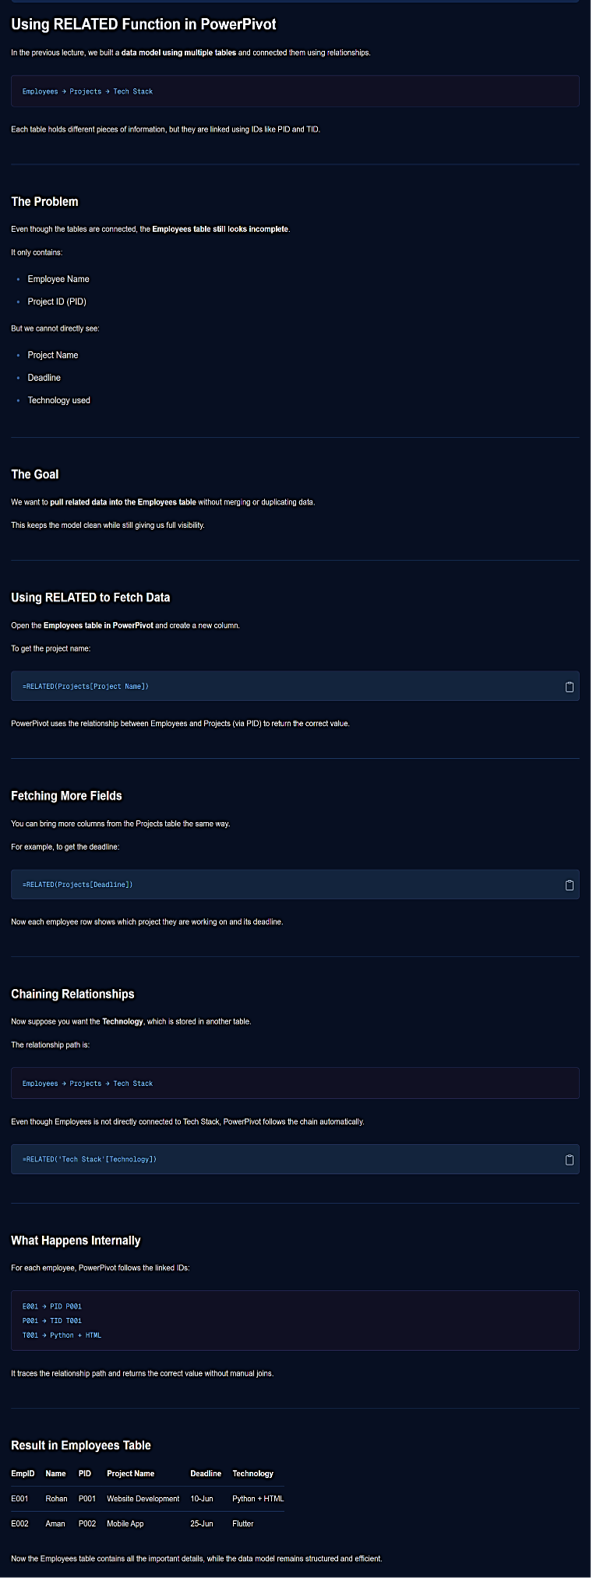 Using RELATED Function in PowerPivot
In the previous lecture, we built a data model using multiple tables and connected them using relationships.
Employees → Projects → Tech Stack
Each table holds different pieces of information, but they are linked using IDs like PID and TID.
The Problem
Even though the tables are connected, the Employees table still looks incomplete.
It only contains:
• Employee Name
• Project ID (PID)
But we cannot directly see:
• Project Name
• Deadline
• Technology used
The Goal
We want to pull related data into the Employees table without merging or duplicating data.
This keeps the model clean while still giving us full visibility.
Using RELATED to Fetch Data
Open the Employees table in PowerPivot and create a new column.
To get the project name:
=RELATED(Projects[Project Name])
PowerPivot uses the relationship between Employees and Projects (via PID) to return the correct value.
Fetching More Fields
You can bring more columns from the Projects table the same way.
For example, to get the deadline:
=RELATED(Projects[Deadline])
Now each employee row shows which project they are working on and its deadline.
Chaining Relationships
Now suppose you want the Technology, which is stored in another table.
The relationship path is:
Employees → Projects → Tech Stack
Even though Employees is not directly connected to Tech Stack, PowerPivot follows the chain automatically.
=RELATED('Tech Stack'[Technology])
What Happens Internally
For each employee, PowerPivot follows the linked IDs:
E001 → PID P001
P001 → TID T001
T001 → Python + HTML
It traces the relationship path and returns the correct value without manual joins.
Result in Employees Table
EmpID Name PID Project Name Deadline Technology
E001 Rohan P001 Website Development 10-Jun Python + HTML
E002 Aman P002 Mobile App 25-Jun Flutter
Now the Employees table contains all the important details, while the data model remains structured and efficient.